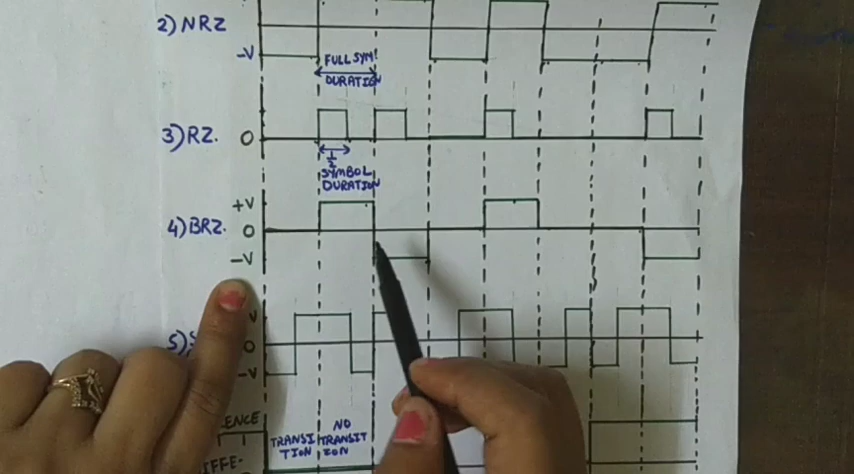 2) NRZ
-V
FULL SYM!
DURATION
3) RZ.
0
1/2
SYMBOL
DURATION
+V
4) BRZ.
0
-V
V
5)
0
-V
ENCE
TRANSI
TION
NO
TRANSIT
ION
IFFE-